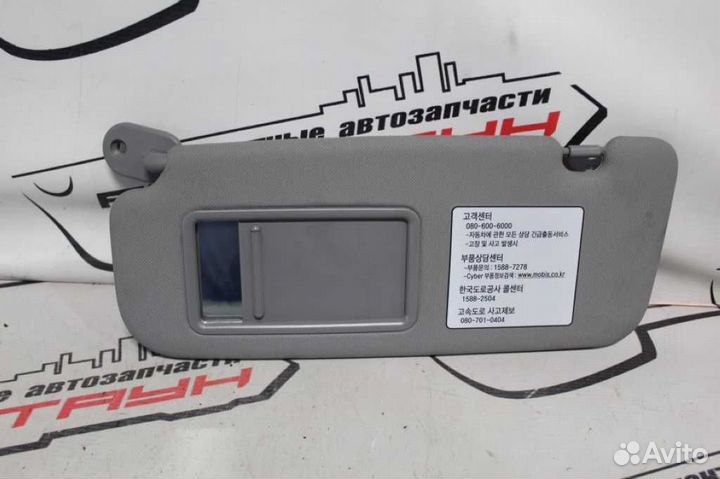 тные автозапчасти
고객센터
080-600-6000
-자동차에 관한 모든 상담 긴급출동서비스
-고장 및 사고 발생시
부품상담센터
-부품문의 : 1588-7278
-Cyber 부품정보검색 : www.mobis.co.kr
한국도로공사 콜센터
1588-2504
고속도로 사고제보
080-701-0404
ные автозапчасти
ТАУН
Avito